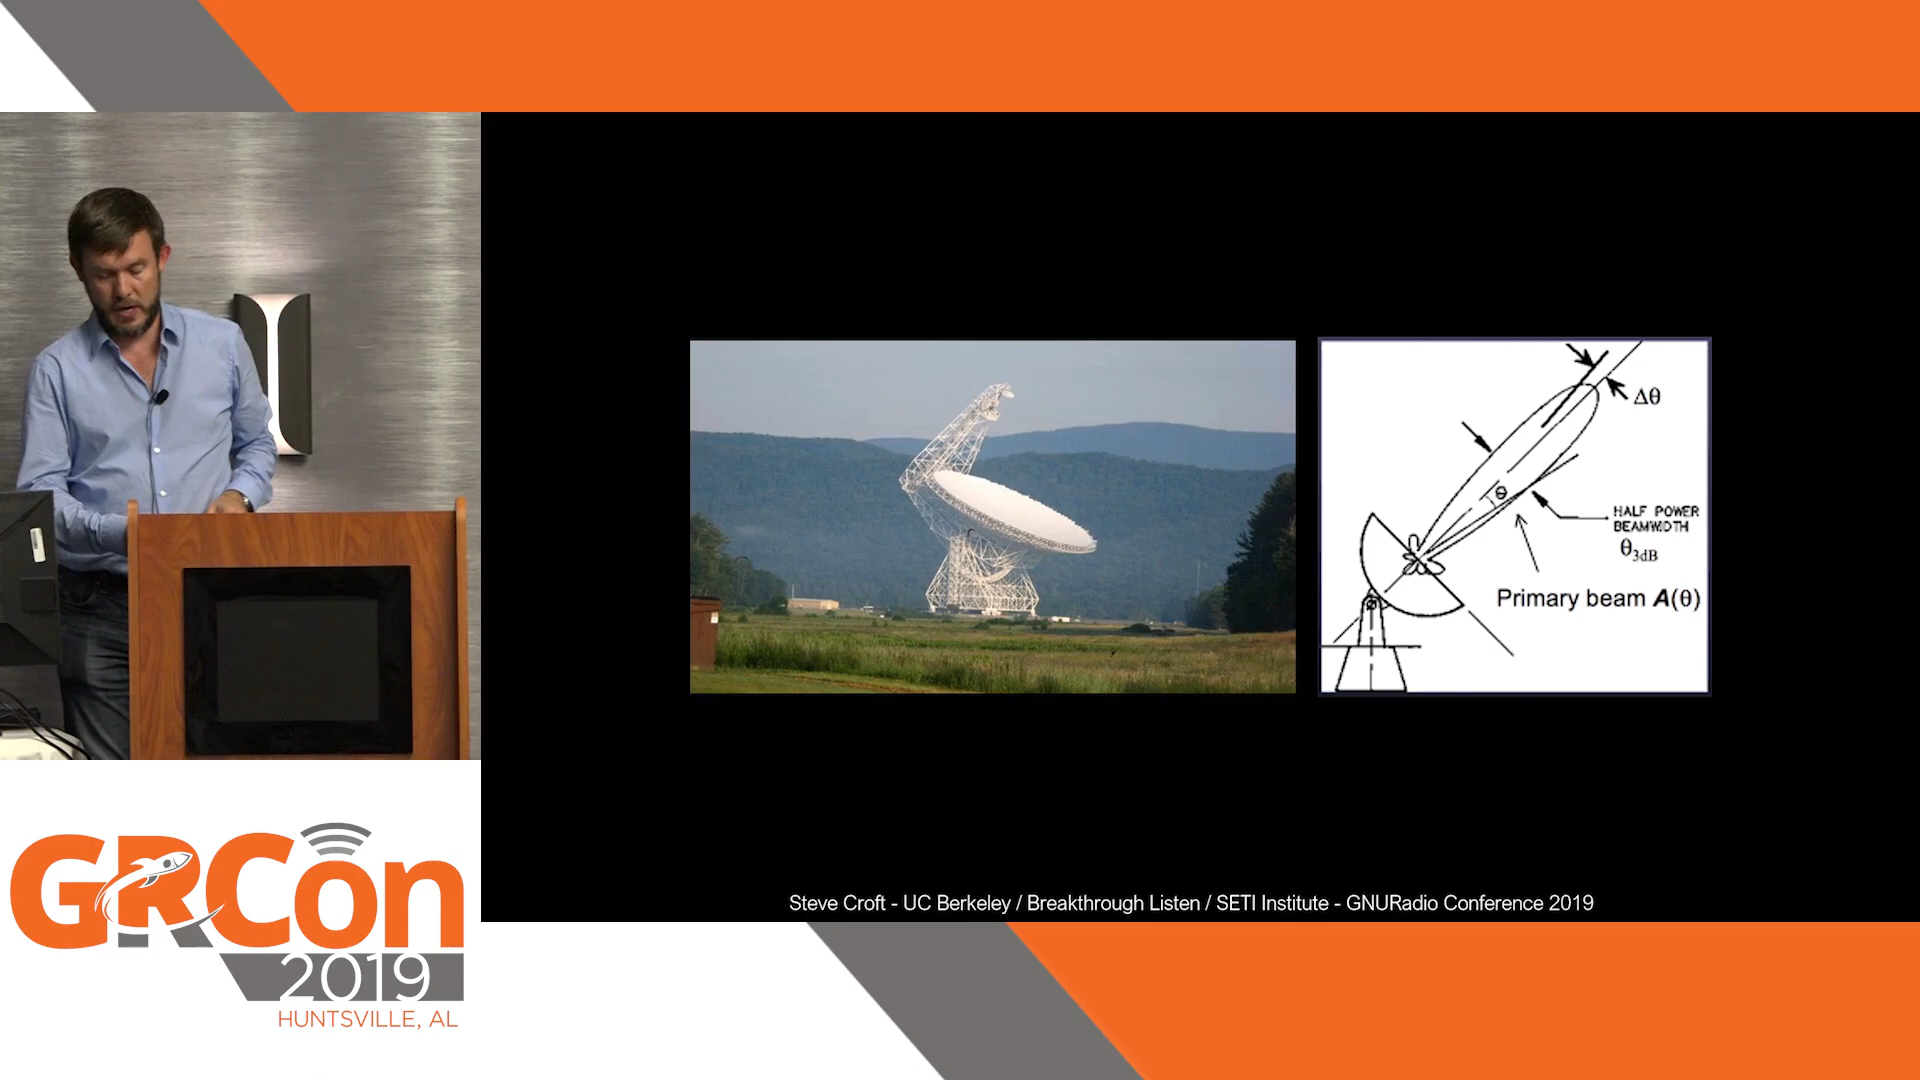 Δθ
θ
HALF POWER
BEAMWIDTH
θ3dB
Primary beam A(θ)
Steve Croft - UC Berkeley / Breakthrough Listen / SETI Institute - GNURadio Conference 2019
GRCon
2019
HUNTSVILLE, AL